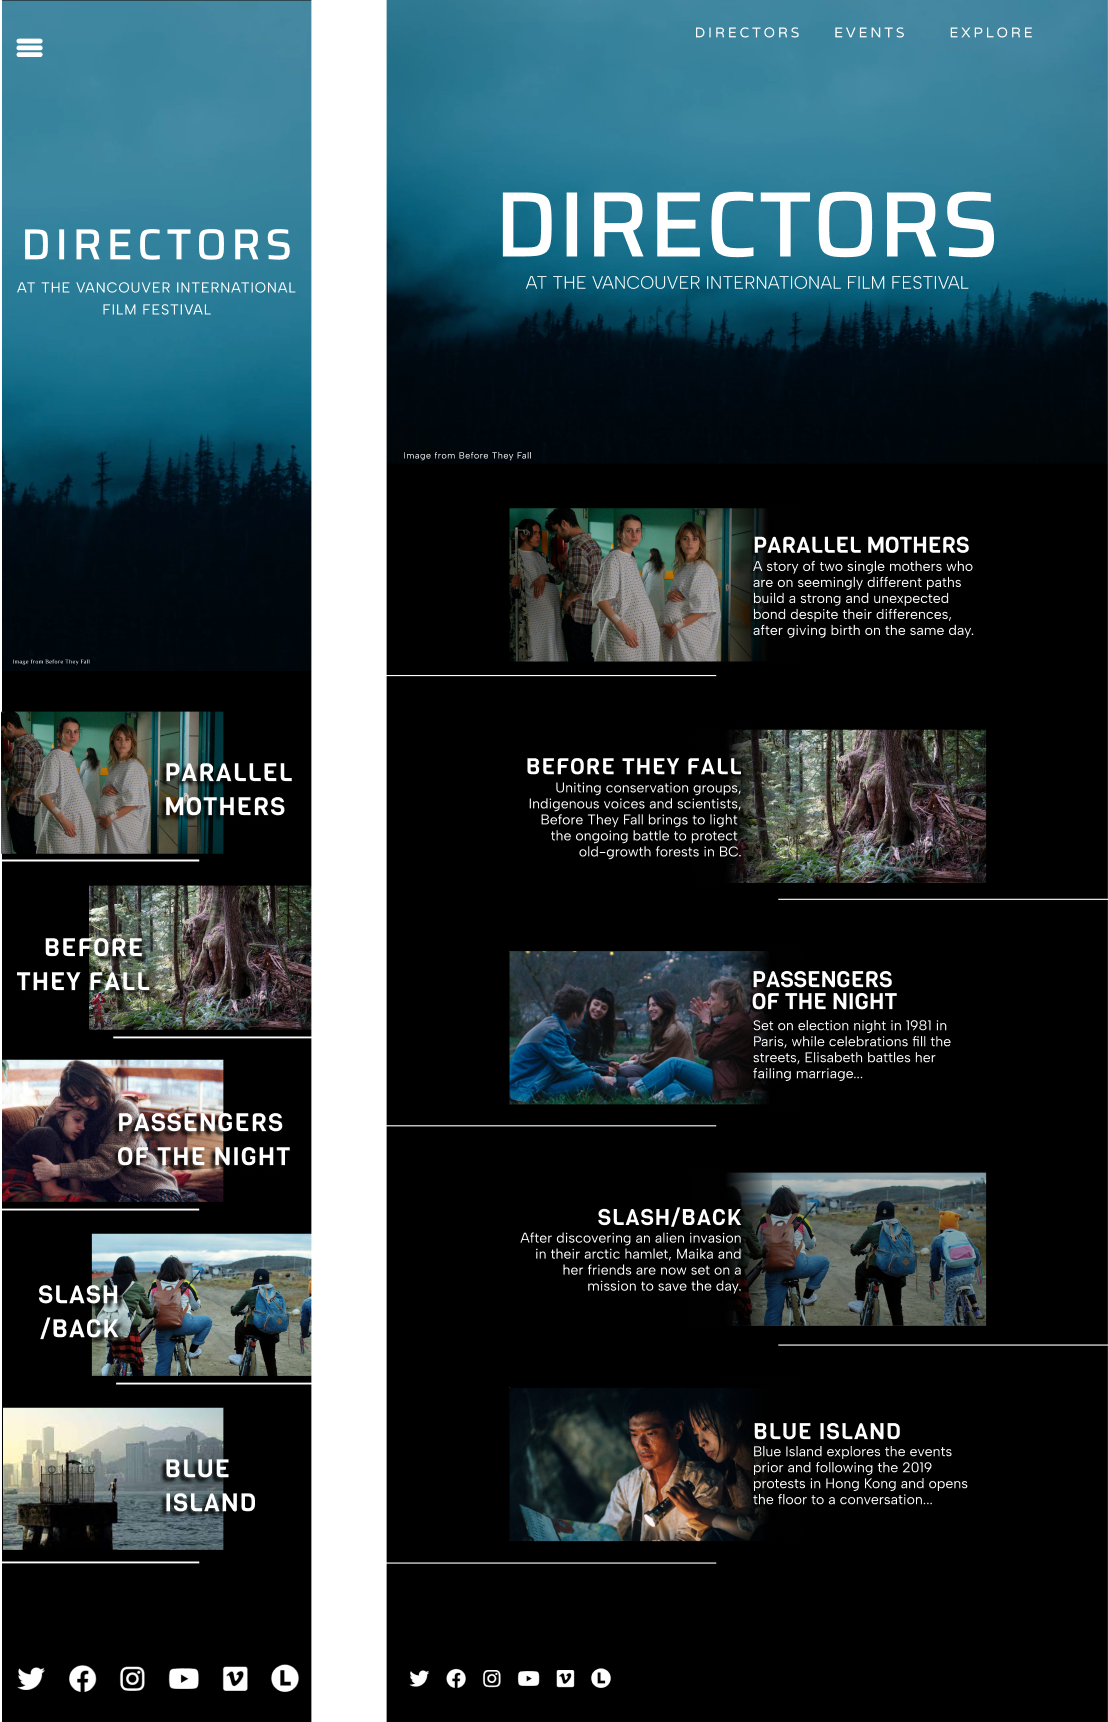 DIRECTORS
AT THE VANCOUVER INTERNATIONAL
FILM FESTIVAL
Image from Before They Fall
PARALLEL
MOTHERS
BEFORE
THEY FALL
PASSENGERS
OF THE NIGHT
SLASH
/BACK
BLUE
ISLAND
DIRECTORS EVENTS EXPLORE
DIRECTORS
AT THE VANCOUVER INTERNATIONAL FILM FESTIVAL
Image from Before They Fall
PARALLEL MOTHERS
A story of two single mothers who
are on seemingly different paths
build a strong and unexpected
bond despite their differences,
after giving birth on the same day.
BEFORE THEY FALL
Uniting conservation groups,
Indigenous voices and scientists,
Before They Fall brings to light
the ongoing battle to protect
old-growth forests in BC.
PASSENGERS
OF THE NIGHT
Set on election night in 1981 in
Paris, while celebrations fill the
streets, Elisabeth battles her
failing marriage...
SLASH/BACK
After discovering an alien invasion
in their arctic hamlet, Maika and
her friends are now set on a
mission to save the day.
BLUE ISLAND
Blue Island explores the events
prior and following the 2019
protests in Hong Kong and opens
the floor to a conversation...